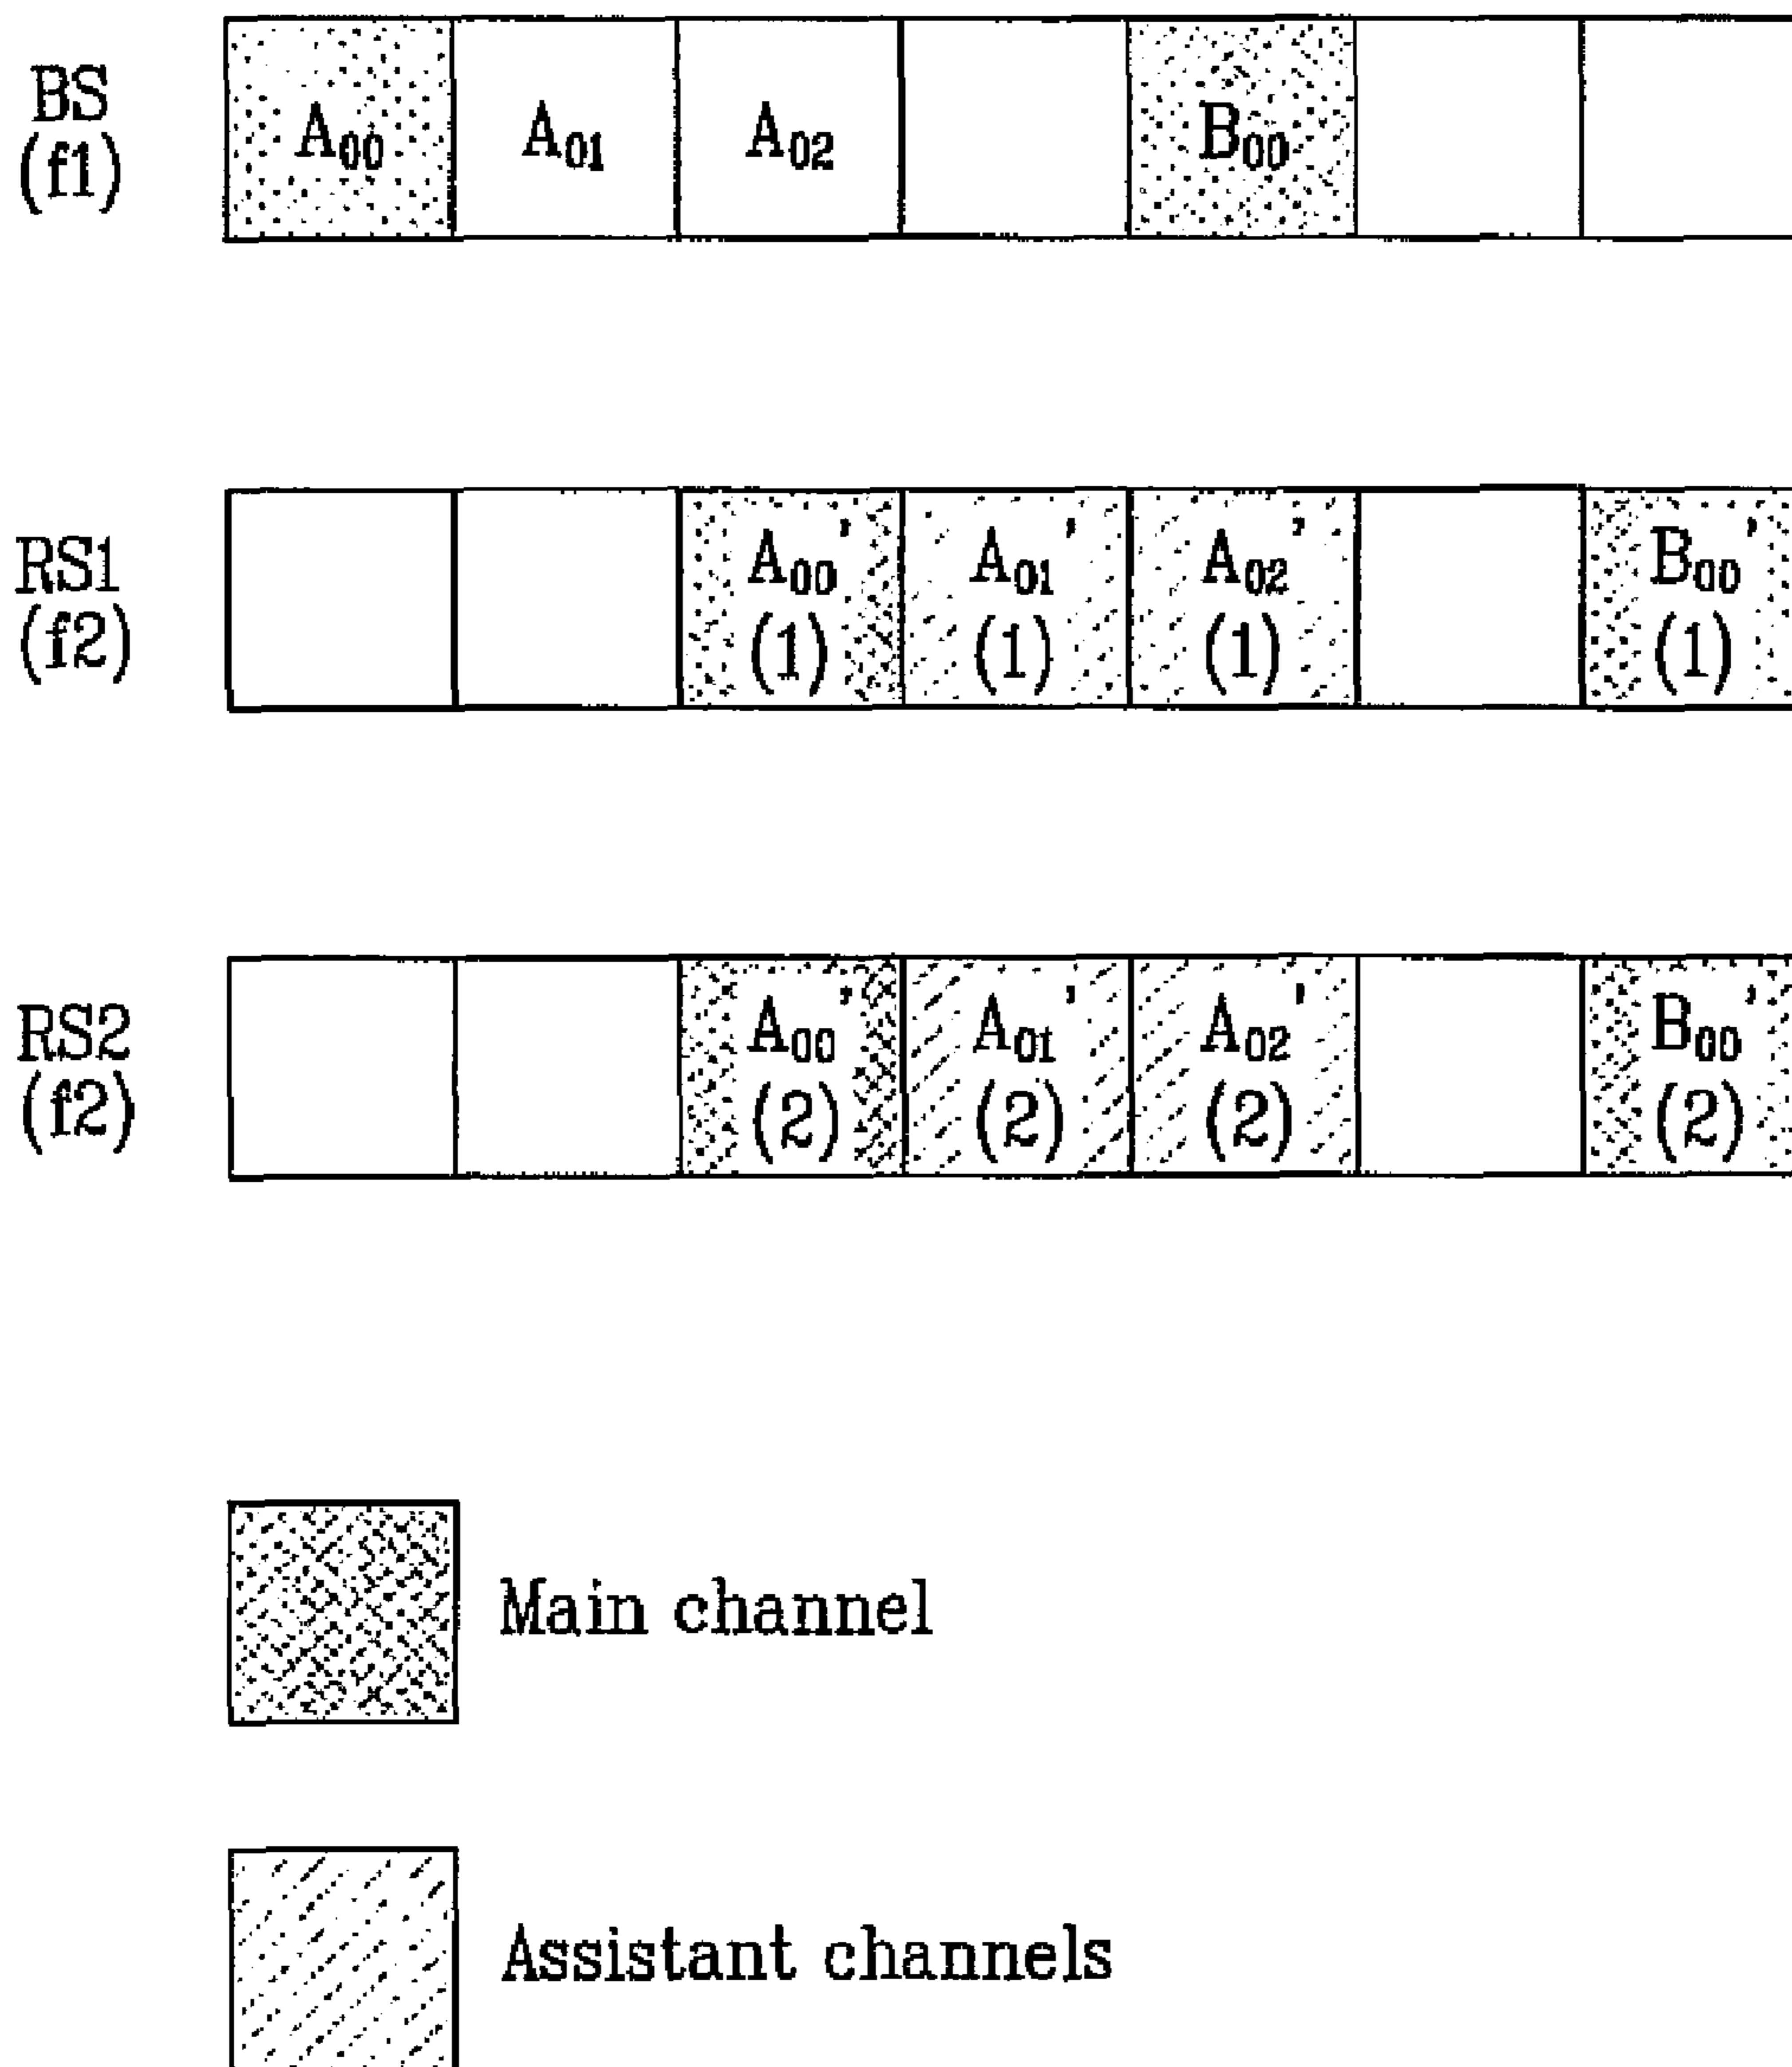 BS
(f1)
A00
A01
A02
B00
RS1
(f2)
A00'
(1)
A01'
(1)
A02'
(1)
B00'
(1)
RS2
(f2)
A00'
(2)
A01'
(2)
A02'
(2)
B00'
(2)
Main channel
Assistant channels